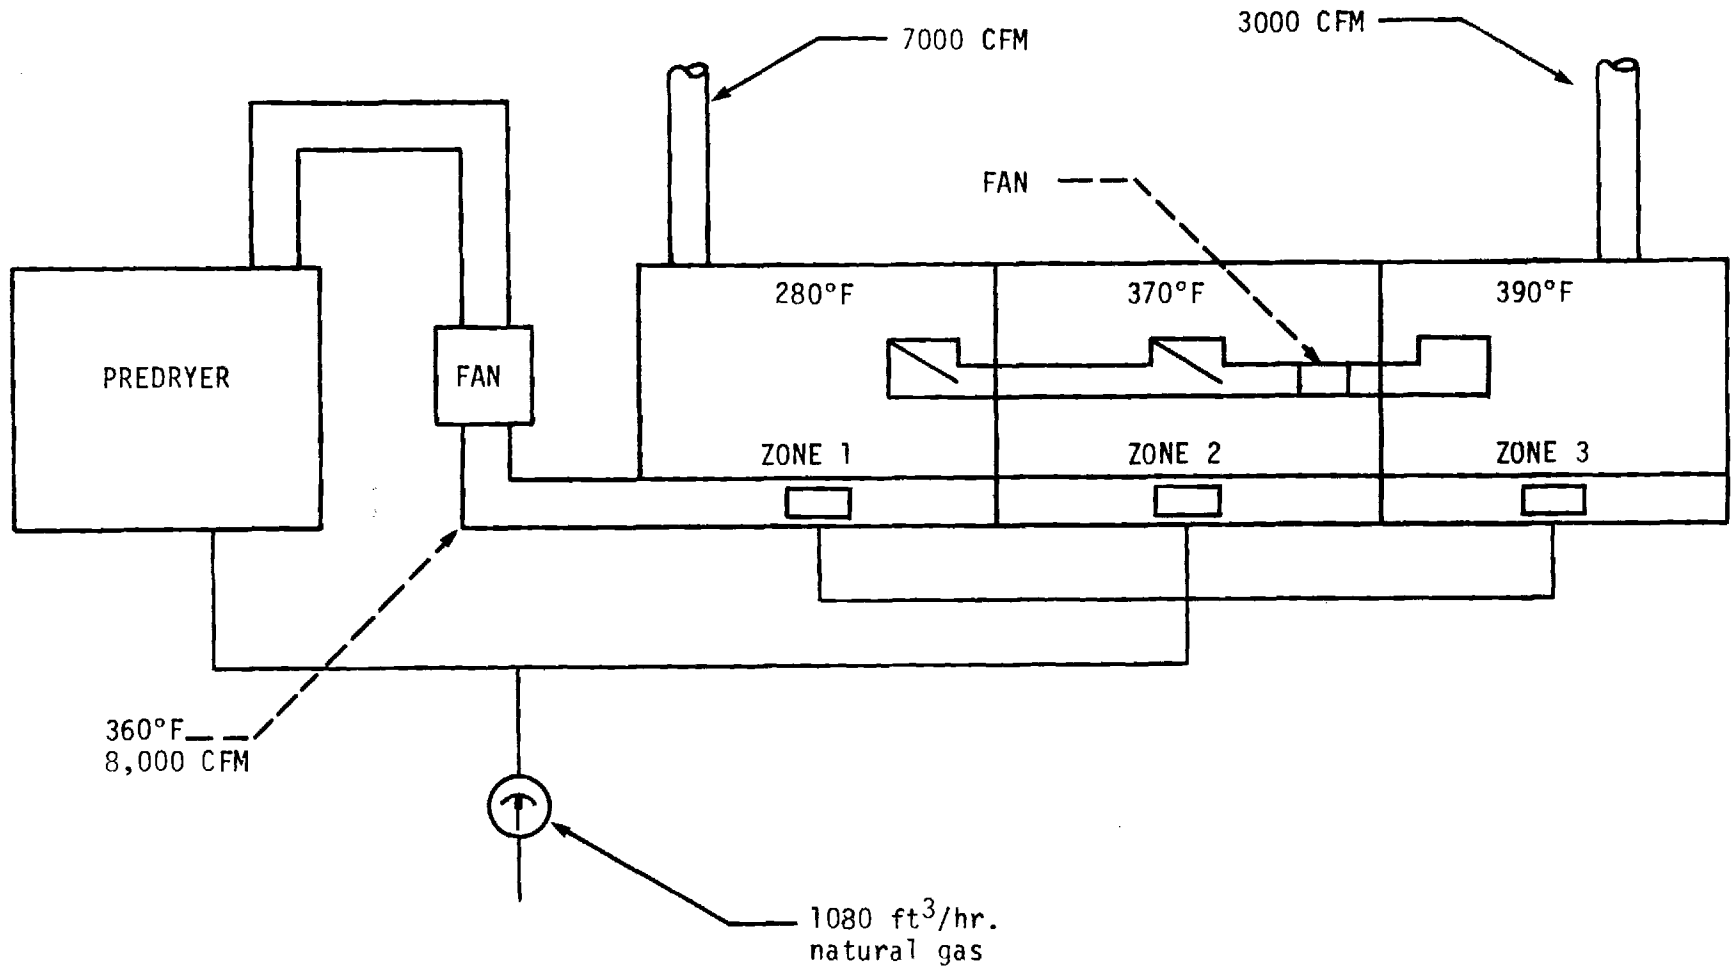 7000 CFM
3000 CFM
FAN
280°F
370°F
390°F
PREDRYER
FAN
ZONE 1
ZONE 2
ZONE 3
360°F
8,000 CFM
1080 ft³/hr.
natural gas